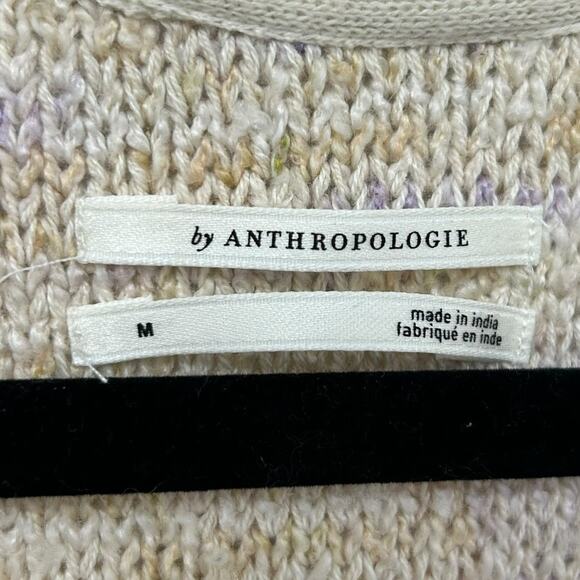 by ANTHROPOLOGIE
M
made in india
fabriqué en inde